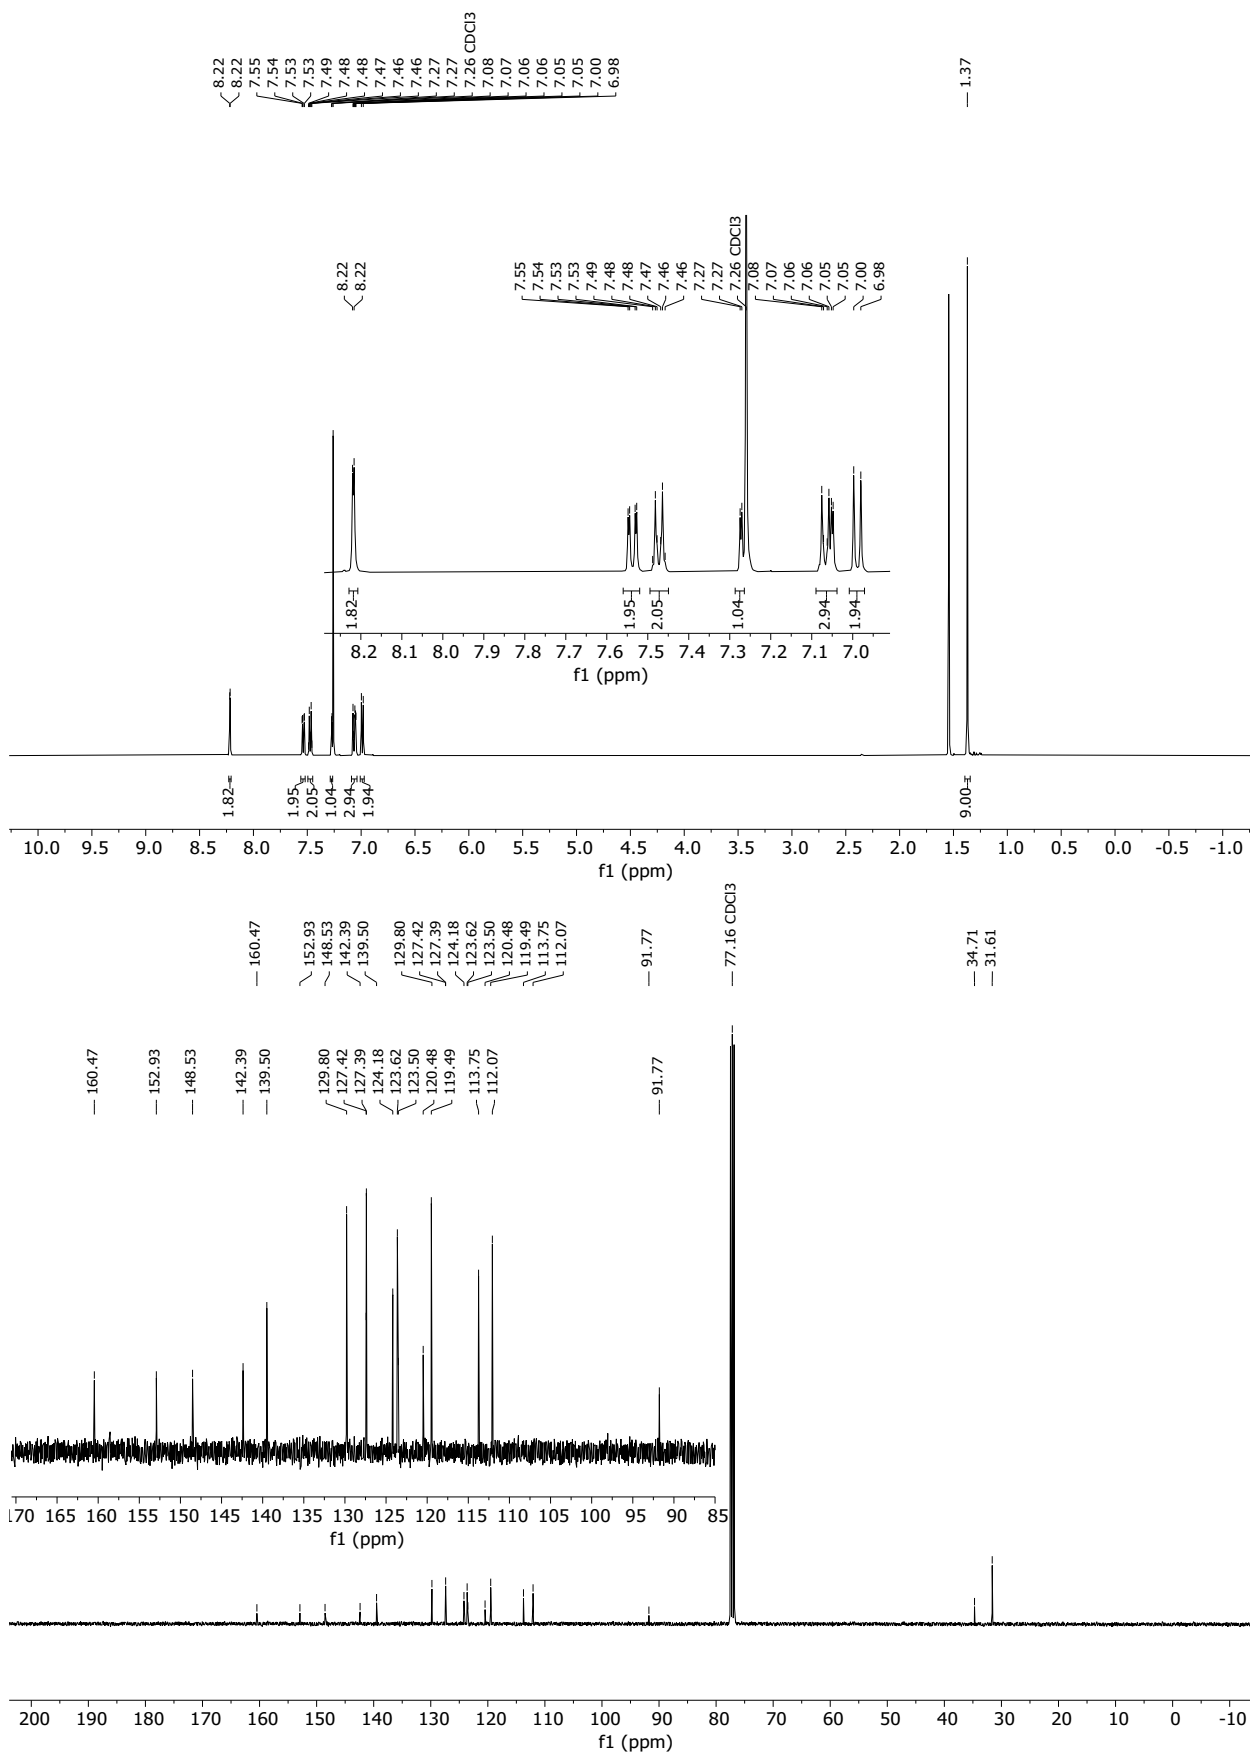 8.22 8.22 7.55 7.54 7.53 7.53 7.49 7.48 7.48 7.47 7.46 7.46 7.27 7.27 7.26 CDCl3 7.08 7.07 7.06 7.06 7.05 7.05 7.00 6.98 1.37
8.22 8.22 7.55 7.54 7.53 7.53 7.49 7.48 7.48 7.47 7.46 7.46 7.27 7.27 7.26 CDCl3 7.08 7.07 7.06 7.06 7.05 7.05 7.00 6.98
1.82 1.95 2.05 1.04 2.94 1.94
8.2 8.1 8.0 7.9 7.8 7.7 7.6 7.5 7.4 7.3 7.2 7.1 7.0
f1 (ppm)
1.82 1.95 2.05 1.04 2.94 1.94 9.00
10.0 9.5 9.0 8.5 8.0 7.5 7.0 6.5 6.0 5.5 5.0 4.5 4.0 3.5 3.0 2.5 2.0 1.5 1.0 0.5 0.0 -0.5 -1.0
f1 (ppm)
160.47 152.93 148.53 142.39 139.50 129.80 127.42 127.39 124.18 123.62 123.50 120.48 119.49 113.75 112.07 91.77 77.16 CDCl3 34.71 31.61
160.47 152.93 148.53 142.39 139.50 129.80 127.42 127.39 124.18 123.62 123.50 120.48 119.49 113.75 112.07 91.77
170 165 160 155 150 145 140 135 130 125 120 115 110 105 100 95 90 85
f1 (ppm)
200 190 180 170 160 150 140 130 120 110 100 90 80 70 60 50 40 30 20 10 0 -10
f1 (ppm)